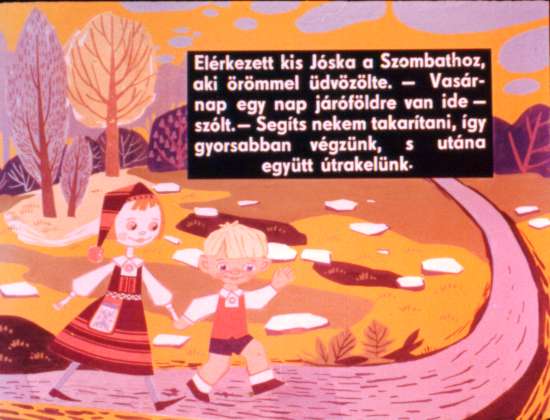 Elérkezett kis Jóska a Szombathoz,
aki örömmel üdvözölte. — Vasár-
nap egy nap járóföldre van ide —
szólt. — Segíts nekem takarítani, így
gyorsabban végzünk, s utána
együtt útrakelünk.